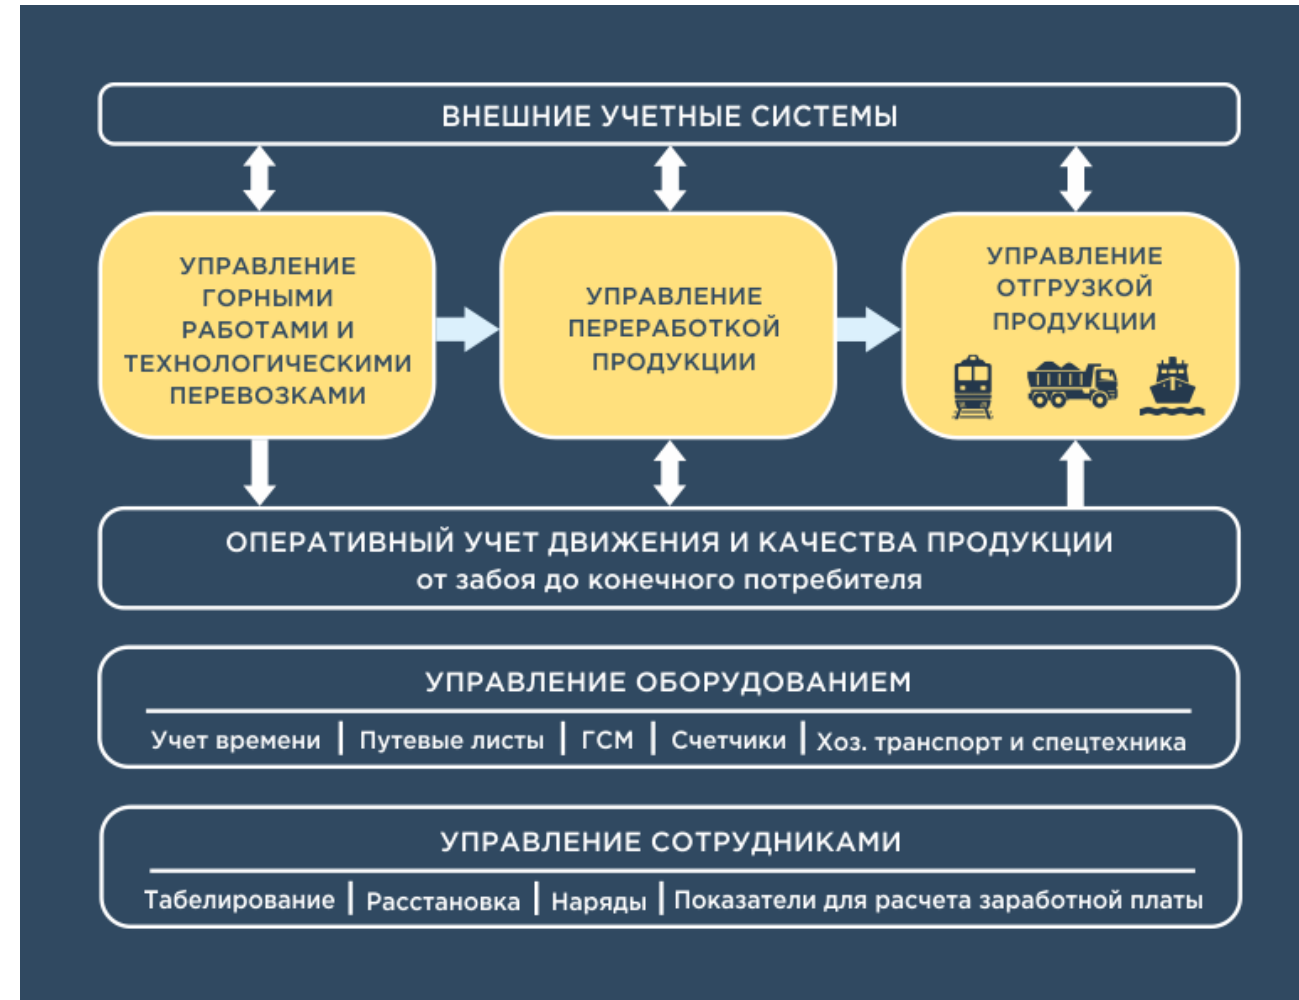 ВНЕШНИЕ УЧЕТНЫЕ СИСТЕМЫ
УПРАВЛЕНИЕ
ГОРНЫМИ
РАБОТАМИ И
ТЕХНОЛОГИЧЕСКИМИ
ПЕРЕВОЗКАМИ
УПРАВЛЕНИЕ
ПЕРЕРАБОТКОЙ
ПРОДУКЦИИ
УПРАВЛЕНИЕ
ОТГРУЗКОЙ
ПРОДУКЦИИ
ОПЕРАТИВНЫЙ УЧЕТ ДВИЖЕНИЯ И КАЧЕСТВА ПРОДУКЦИИ
от забоя до конечного потребителя
УПРАВЛЕНИЕ ОБОРУДОВАНИЕМ
Учет времени | Путевые листы | ГСМ | Счетчики | Хоз. транспорт и спецтехника
УПРАВЛЕНИЕ СОТРУДНИКАМИ
Табелирование | Расстановка | Наряды | Показатели для расчета заработной платы